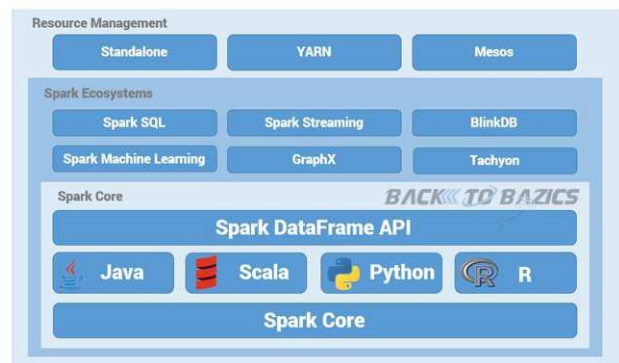 Resource Management
Standalone YARN Mesos
Spark Ecosystems
Spark SQL Spark Streaming BlinkDB
Spark Machine Learning GraphX Tachyon
Spark Core
BACK TO BAZICS
Spark DataFrame API
Java Scala Python R R
Spark Core